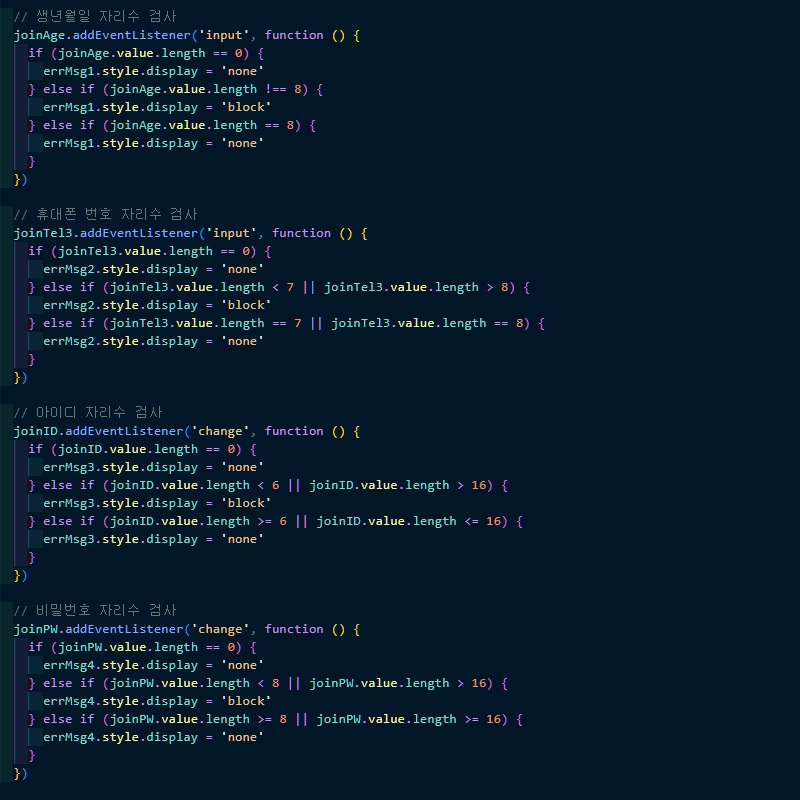 // 생년월일 자리수 검사
joinAge.addEventListener('input', function () {
  if (joinAge.value.length == 0) {
    errMsg1.style.display = 'none'
  } else if (joinAge.value.length !== 8) {
    errMsg1.style.display = 'block'
  } else if (joinAge.value.length == 8) {
    errMsg1.style.display = 'none'
  }
})
// 휴대폰 번호 자리수 검사
joinTel3.addEventListener('input', function () {
  if (joinTel3.value.length == 0) {
    errMsg2.style.display = 'none'
  } else if (joinTel3.value.length < 7 || joinTel3.value.length > 8) {
    errMsg2.style.display = 'block'
  } else if (joinTel3.value.length == 7 || joinTel3.value.length == 8) {
    errMsg2.style.display = 'none'
  }
})
// 아이디 자리수 검사
joinID.addEventListener('change', function () {
  if (joinID.value.length == 0) {
    errMsg3.style.display = 'none'
  } else if (joinID.value.length < 6 || joinID.value.length > 16) {
    errMsg3.style.display = 'block'
  } else if (joinID.value.length >= 6 || joinID.value.length <= 16) {
    errMsg3.style.display = 'none'
  }
})
// 비밀번호 자리수 검사
joinPW.addEventListener('change', function () {
  if (joinPW.value.length == 0) {
    errMsg4.style.display = 'none'
  } else if (joinPW.value.length < 8 || joinPW.value.length > 16) {
    errMsg4.style.display = 'block'
  } else if (joinPW.value.length >= 8 || joinPW.value.length >= 16) {
    errMsg4.style.display = 'none'
  }
})